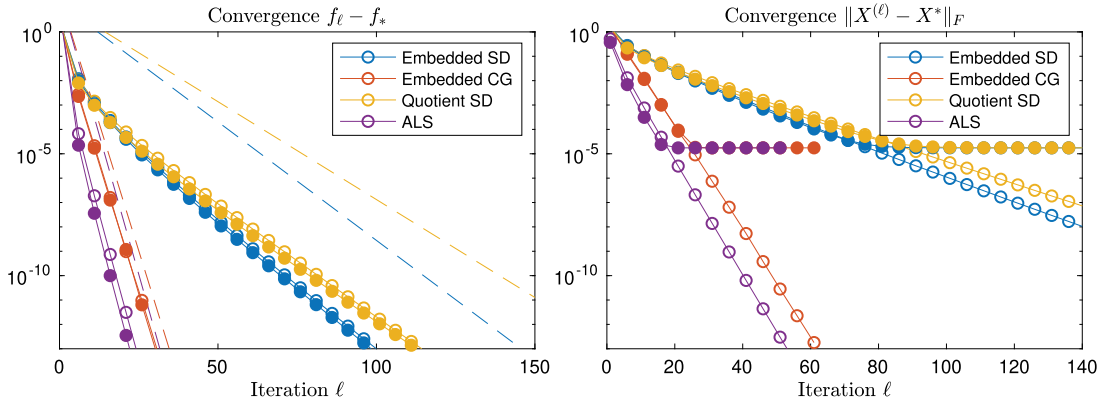 Convergence $f_\ell - f_*$
10^0
10^{-5}
10^{-10}
0
50
100
150
Iteration ℓ
Embedded SD
Embedded CG
Quotient SD
ALS
Convergence $\|X^{(\ell)} - X^*\|_F$
10^0
10^{-5}
10^{-10}
0
20
40
60
80
100
120
140
Iteration ℓ
Embedded SD
Embedded CG
Quotient SD
ALS